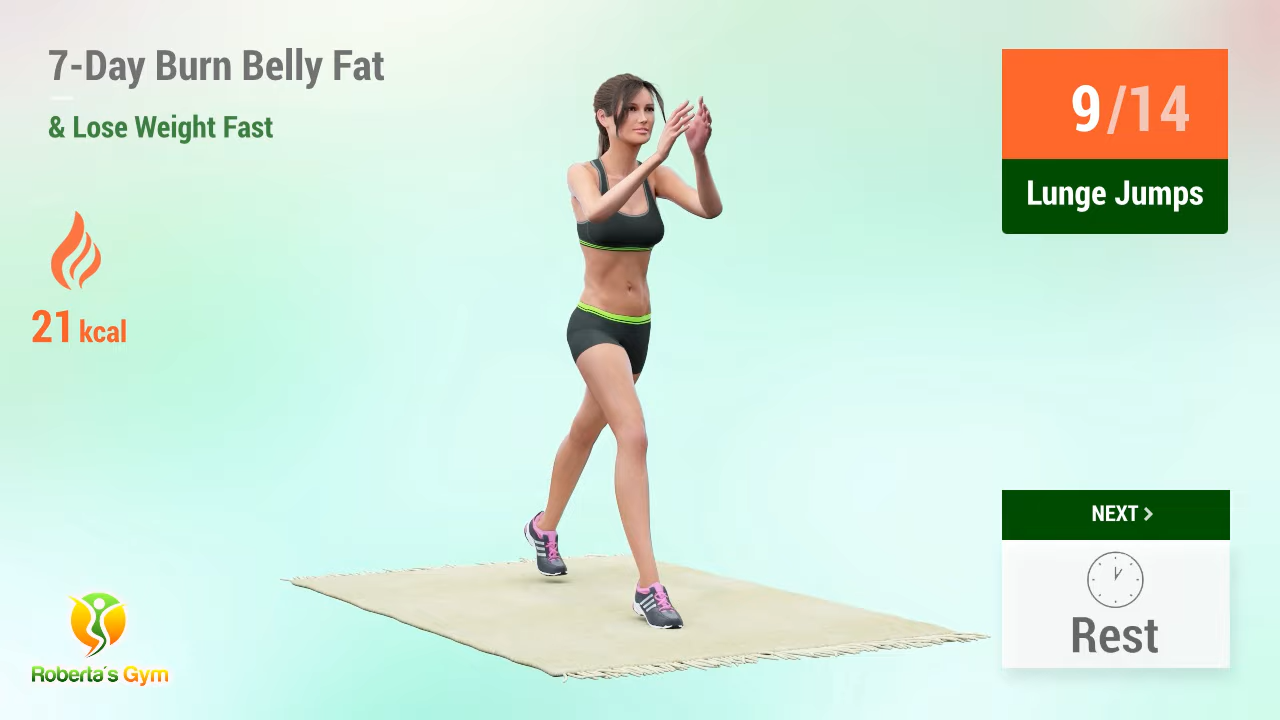 7-Day Burn Belly Fat
& Lose Weight Fast
21 kcal
9/14
Lunge Jumps
NEXT >
Rest
Roberta´s Gym